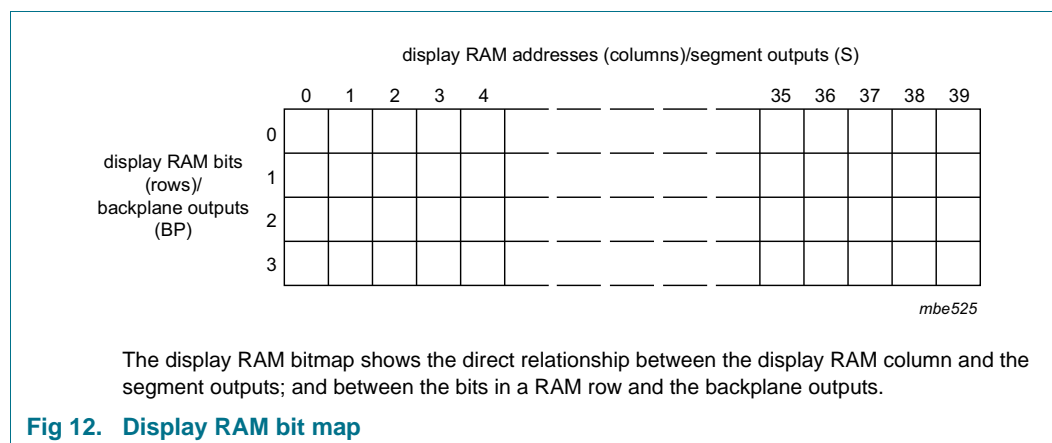 display RAM addresses (columns)/segment outputs (S)
0 1 2 3 4 35 36 37 38 39
0
display RAM bits
1
(rows)/
backplane outputs
2
(BP)
3
mbe525
The display RAM bitmap shows the direct relationship between the display RAM column and the
segment outputs; and between the bits in a RAM row and the backplane outputs.
Fig 12. Display RAM bit map